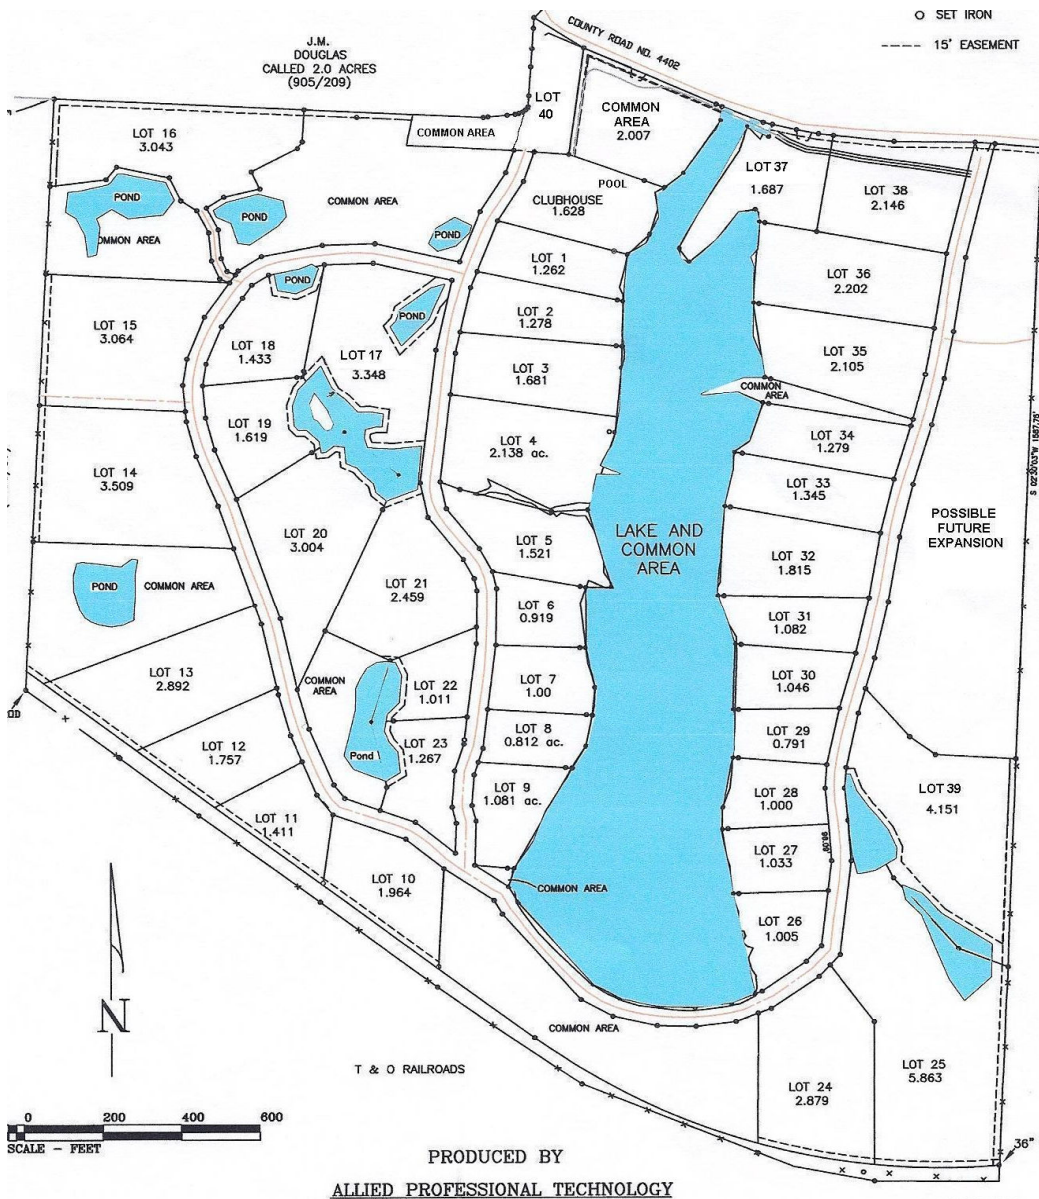 SET IRON
15' EASEMENT
COUNTY ROAD NO. 4402
J.M.
DOUGLAS
CALLED 2.0 ACRES
(905/209)
LOT
40
COMMON
AREA
2.007
COMMON AREA
LOT 16
3.043
LOT 37
1.687
LOT 38
2.146
POOL
CLUBHOUSE
1.628
POND
POND
COMMON AREA
OMMON AREA
POND
LOT 1
1.262
LOT 36
2.202
POND
LOT 2
1.278
POND
LOT 15
3.064
LOT 18
1.433
LOT 17
3.348
LOT 3
1.681
LOT 35
2.105
COMMON
AREA
LOT 19
1.619
LOT 4
2.138 ac.
LOT 34
1.279
S 02°30'03"W 1587.75'
LOT 14
3.509
LOT 33
1.345
LOT 20
3.004
LOT 5
1.521
LAKE AND
COMMON
AREA
POSSIBLE
FUTURE
EXPANSION
LOT 32
1.815
POND
COMMON AREA
LOT 21
2.459
LOT 6
0.919
LOT 31
1.082
LOT 13
2.892
COMMON
AREA
LOT 22
1.011
LOT 7
1.00
LOT 30
1.046
LOT 12
1.757
Pond
LOT 23
1.267
LOT 8
0.812 ac.
LOT 29
0.791
LOT 9
1.081 ac.
LOT 28
1.000
LOT 39
4.151
LOT 11
1.411
LOT 27
1.033
LOT 10
1.964
COMMON AREA
LOT 26
1.005
N
COMMON AREA
T & O RAILROADS
LOT 24
2.879
LOT 25
5.863
0 200 400 600
SCALE - FEET
36"
PRODUCED BY
ALLIED PROFESSIONAL TECHNOLOGY